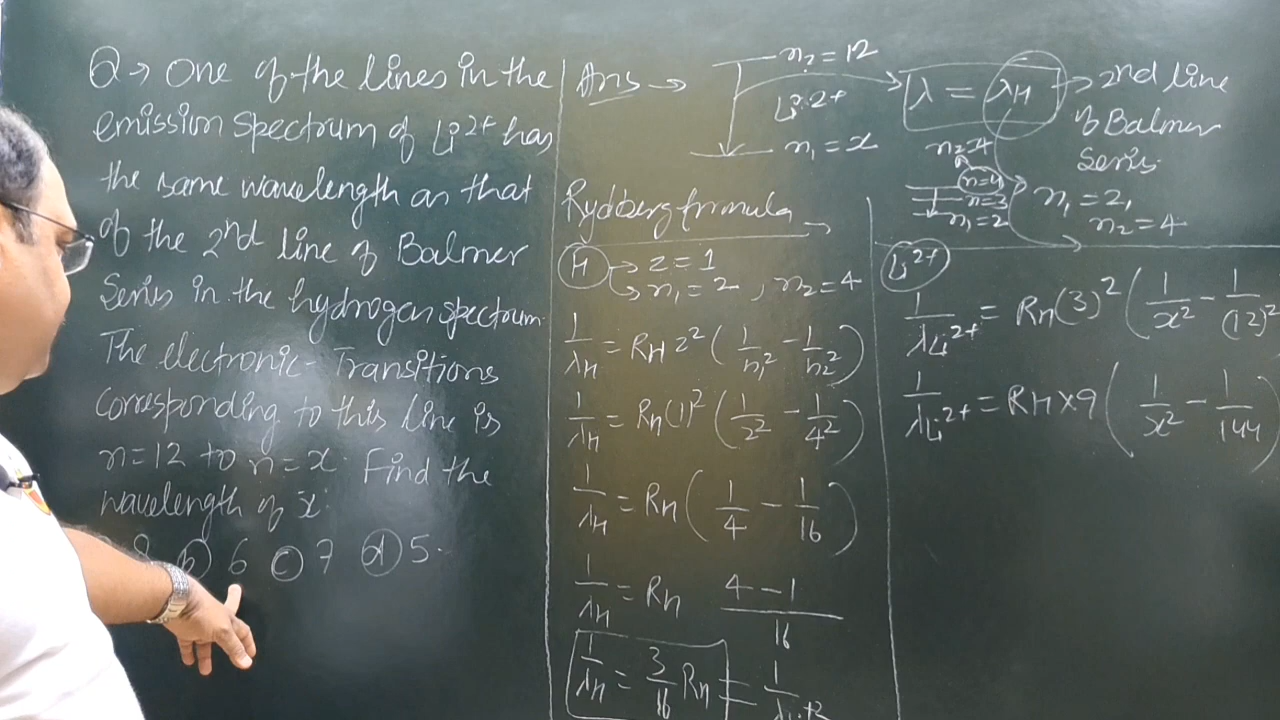 Q → One of the lines in the
emission spectrum of Li²⁺ has
the same wavelength as that
of the 2nd line of Balmer
Series in the hydrogen spectrum.
The electronic Transitions
corresponding to this line is
n=12 to n=x. Find the
wavelength of x:
8 (b) 6 (c) 7 (d) 5.
Ans →
n₂ = 12
Li²⁺
n₁ = x
λ = λH → 2nd line
of Balmer
Series
n₂=4
n=4
n=3
n₁=2
n₁ = 2,
n₂ = 4
Rydberg formula →
H → z = 1
→ n₁ = 2, n₂ = 4
1/λH = RH z² (1/n₁² - 1/n₂²)
1/λH = RH (1)² (1/2² - 1/4²)
1/λH = RH (1/4 - 1/16)
1/λH = RH (4-1)/16
1/λH = 3/16 RH = 1/λLi+2
Li²⁺
1/λLi²⁺ = RH (3)² (1/x² - 1/(12)²
1/λLi²⁺ = RH × 9 (1/x² - 1/144)